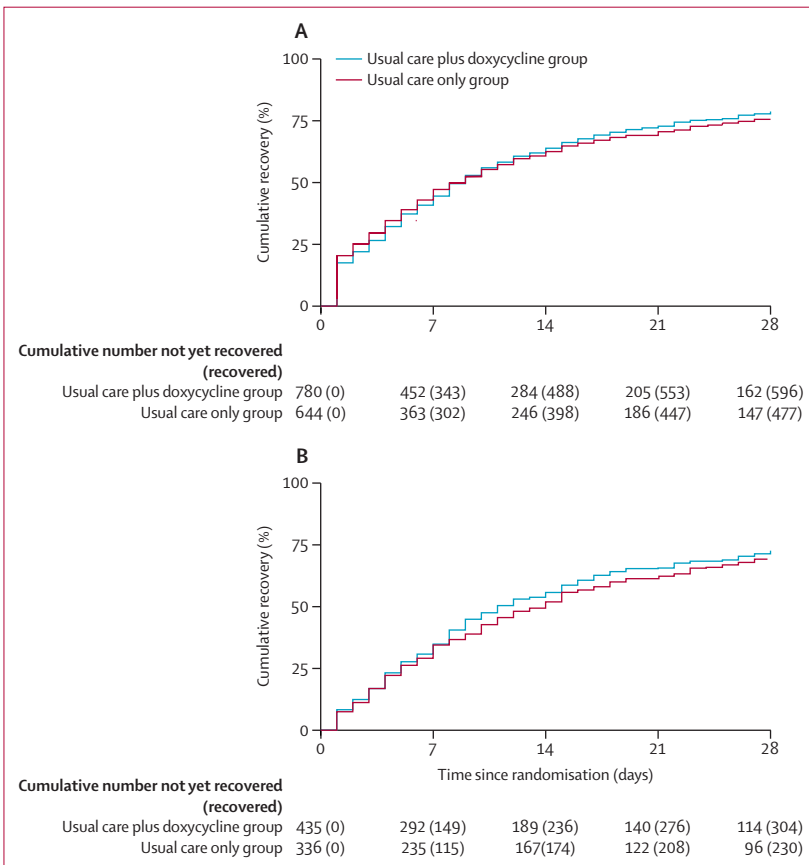 A
Usual care plus doxycycline group
Usual care only group
Cumulative recovery (%)
100
75
50
25
0
0 7 14 21 28
Cumulative number not yet recovered
(recovered)
Usual care plus doxycycline group 780 (0) 452 (343) 284 (488) 205 (553) 162 (596)
Usual care only group 644 (0) 363 (302) 246 (398) 186 (447) 147 (477)
B
Cumulative recovery (%)
100
75
50
25
0
0 7 14 21 28
Time since randomisation (days)
Cumulative number not yet recovered
(recovered)
Usual care plus doxycycline group 435 (0) 292 (149) 189 (236) 140 (276) 114 (304)
Usual care only group 336 (0) 235 (115) 167(174) 122 (208) 96 (230)